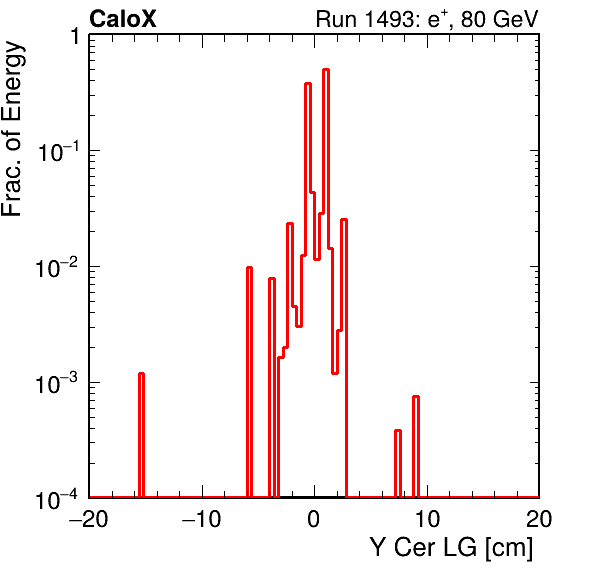 CaloX Run 1493: e⁺, 80 GeV
Frac. of Energy
1
10⁻¹
10⁻²
10⁻³
10⁻⁴
−20 −10 0 10 20
Y Cer LG [cm]